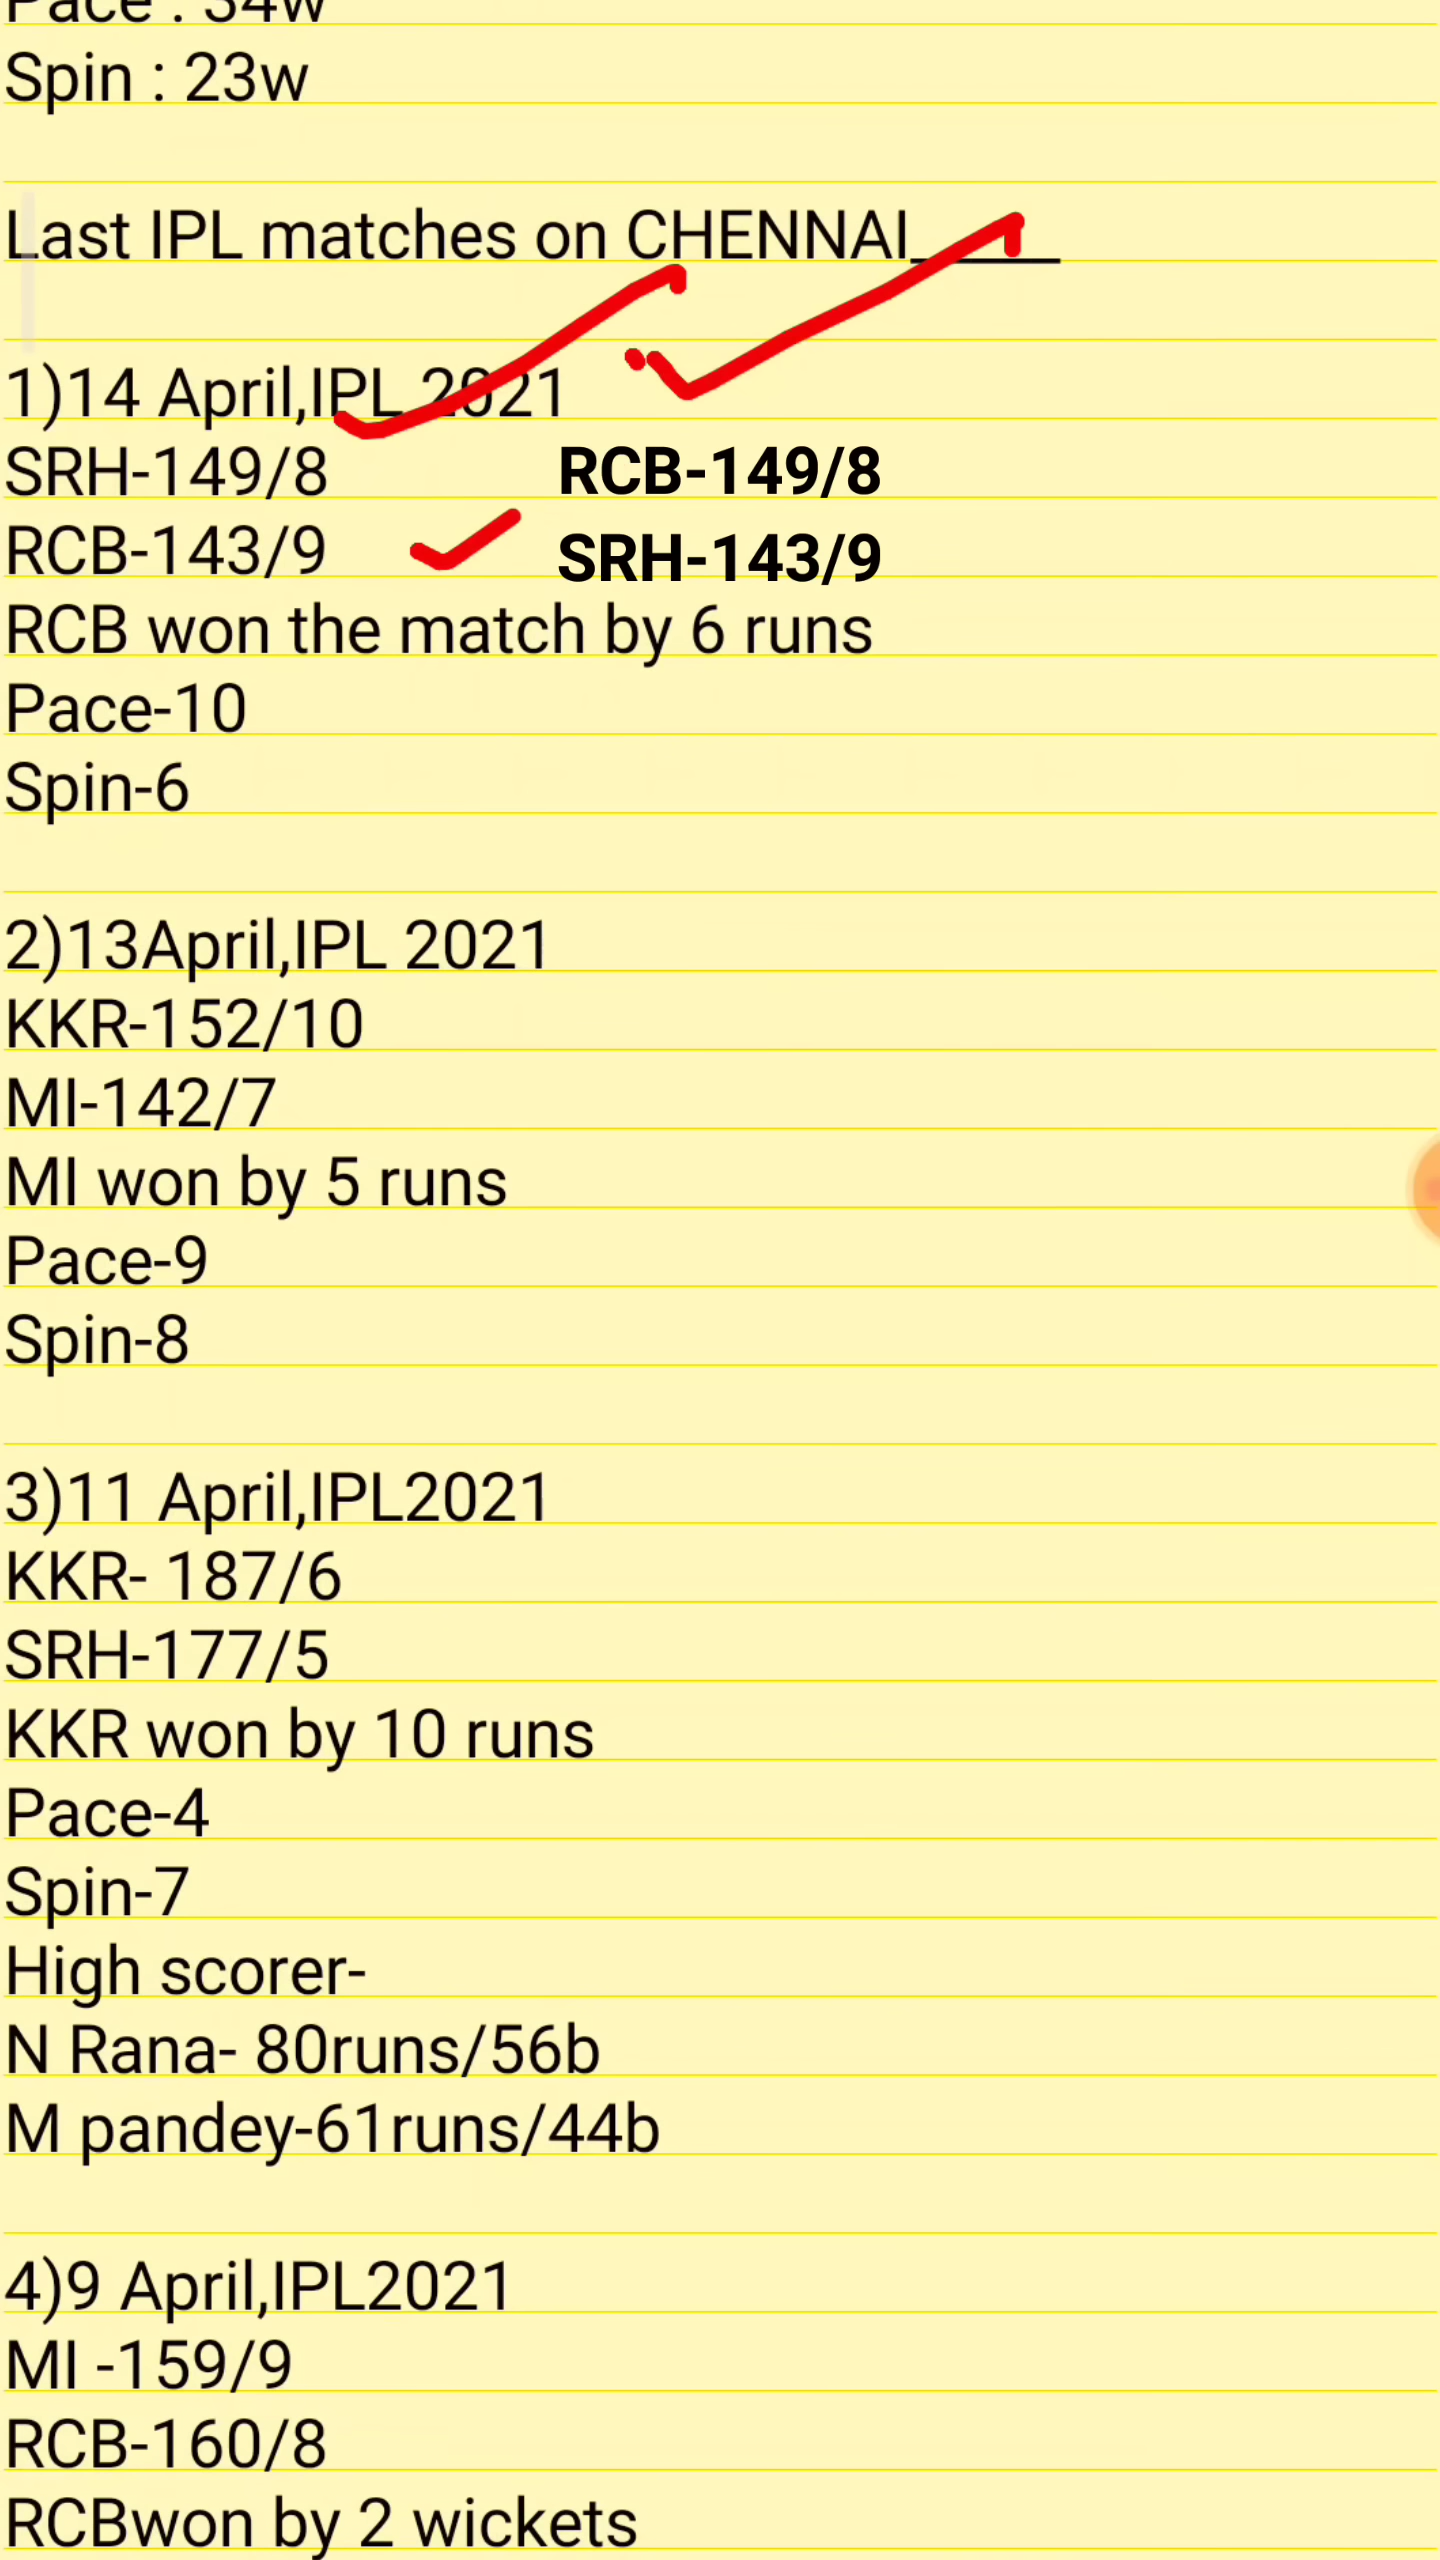 Pace : 34w
Spin : 23w
Last IPL matches on CHENNAI_____
1)14 April,IPL 2021
SRH-149/8 RCB-149/8
RCB-143/9 SRH-143/9
RCB won the match by 6 runs
Pace-10
Spin-6
2)13April,IPL 2021
KKR-152/10
MI-142/7
MI won by 5 runs
Pace-9
Spin-8
3)11 April,IPL2021
KKR- 187/6
SRH-177/5
KKR won by 10 runs
Pace-4
Spin-7
High scorer-
N Rana- 80runs/56b
M pandey-61runs/44b
4)9 April,IPL2021
MI -159/9
RCB-160/8
RCBwon by 2 wickets